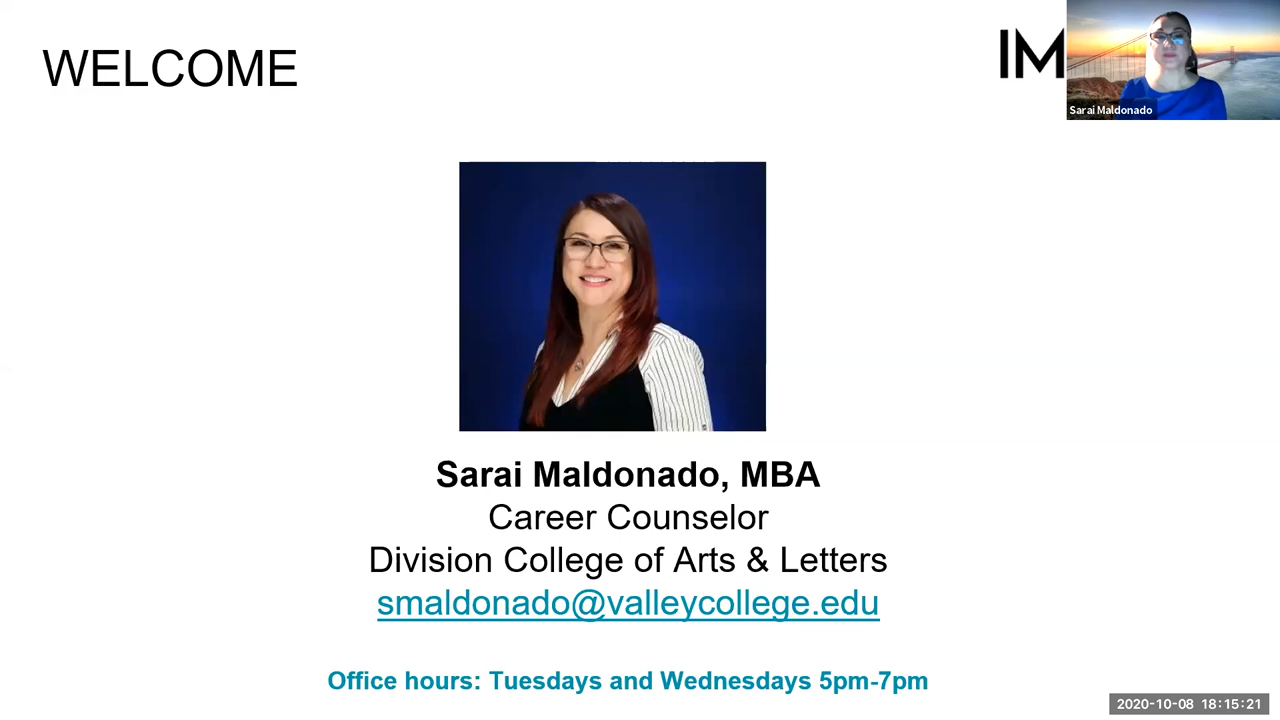 WELCOME
IM
Sarai Maldonado
Sarai Maldonado, MBA
Career Counselor
Division College of Arts & Letters
smaldonado@valleycollege.edu
Office hours: Tuesdays and Wednesdays 5pm-7pm
2020-10-08 18:15:21